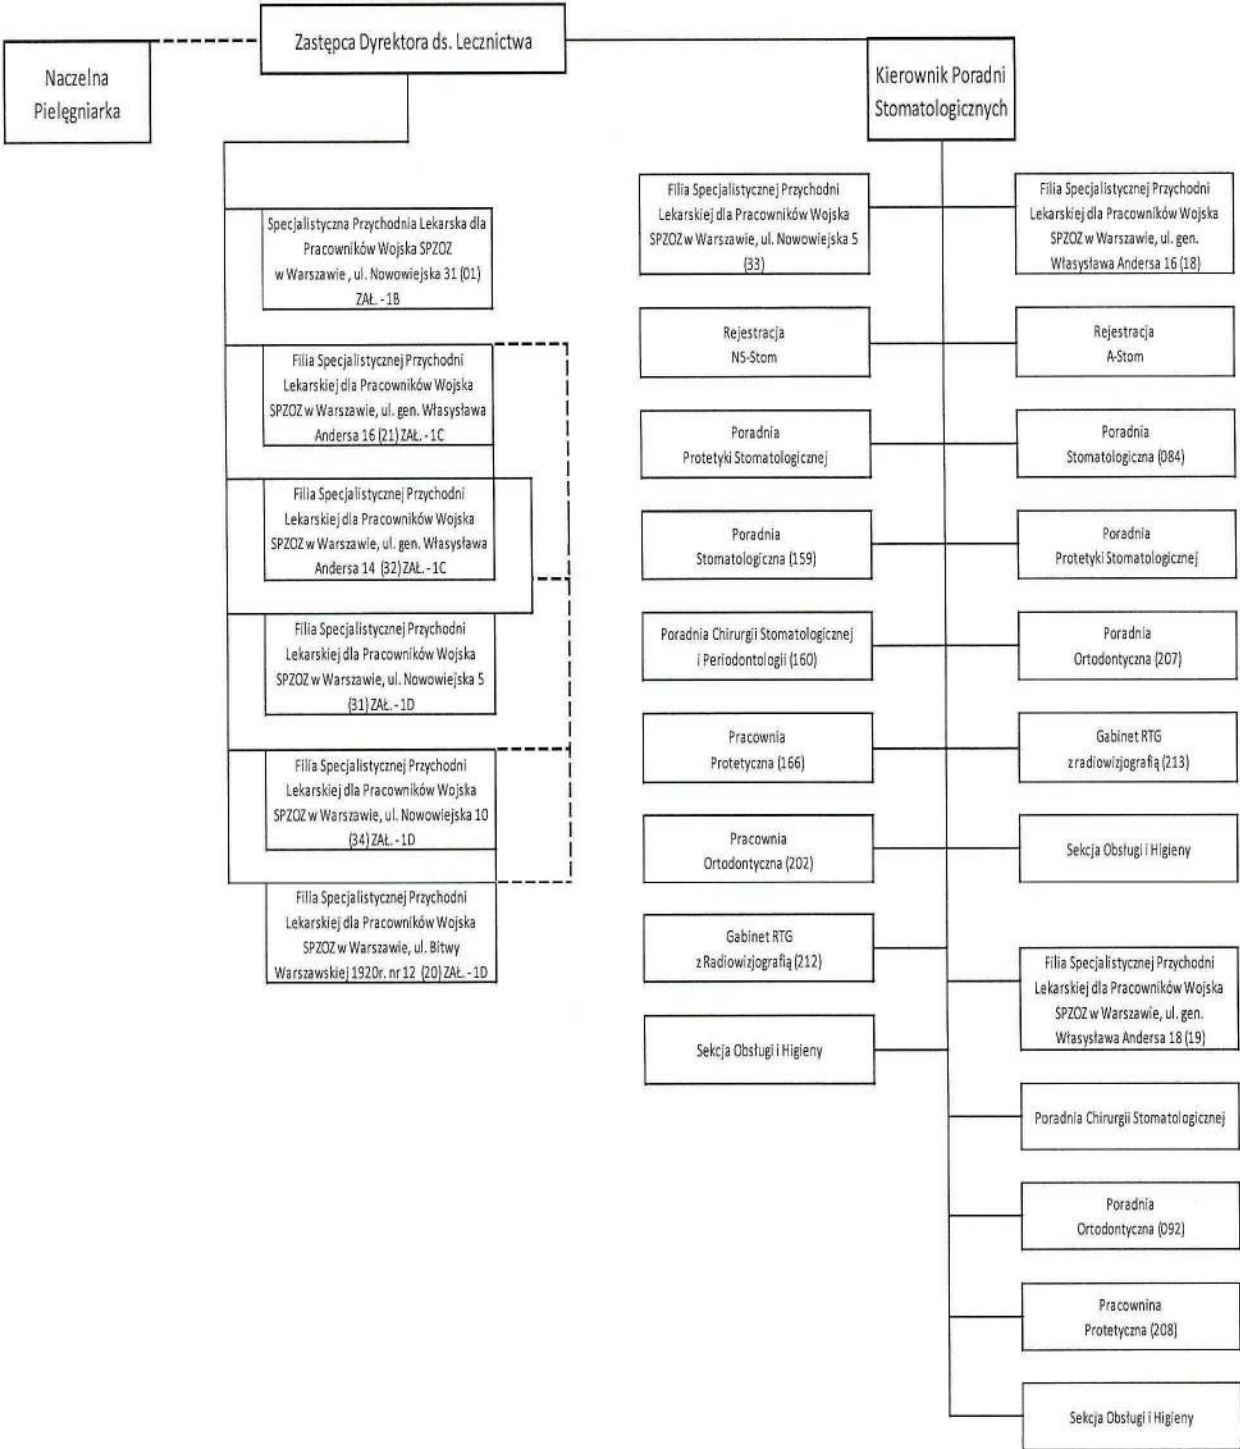 Zastępca Dyrektora ds. Lecznictwa
Naczelna
Pielęgniarka
Kierownik Poradni
Stomatologicznych
Specjalistyczna Przychodnia Lekarska dla
Pracowników Wojska SPZOZ
w Warszawie , ul. Nowowiejska 31 (01)
ZAŁ. - 1B
Filia Specjalistycznej Przychodni
Lekarskiej dla Pracowników Wojska
SPZOZ w Warszawie, ul. gen. Własysława
Andersa 16 (21) ZAŁ. - 1C
Filia Specjalistycznej Przychodni
Lekarskiej dla Pracowników Wojska
SPZOZ w Warszawie, ul. gen. Własysława
Andersa 14 (32) ZAŁ. - 1C
Filia Specjalistycznej Przychodni
Lekarskiej dla Pracowników Wojska
SPZOZ w Warszawie, ul. Nowowiejska 5
(31) ZAŁ. - 1D
Filia Specjalistycznej Przychodni
Lekarskiej dla Pracowników Wojska
SPZOZ w Warszawie, ul. Nowowiejska 10
(34) ZAŁ. - 1D
Filia Specjalistycznej Przychodni
Lekarskiej dla Pracowników Wojska
SPZOZ w Warszawie, ul. Bitwy
Warszawskiej 1920r. nr 12 (20) ZAŁ. - 1D
Filia Specjalistycznej Przychodni
Lekarskiej dla Pracowników Wojska
SPZOZ w Warszawie, ul. Nowowiejska 5
(33)
Rejestracja
N5-Stom
Poradnia
Protetyki Stomatologicznej
Poradnia
Stomatologiczna (159)
Poradnia Chirurgii Stomatologicznej
i Periodontologii (160)
Pracownia
Protetyczna (166)
Pracownia
Ortodontyczna (202)
Gabinet RTG
z Radiowizjografią (212)
Sekcja Obsługi i Higieny
Filia Specjalistycznej Przychodni
Lekarskiej dla Pracowników Wojska
SPZOZ w Warszawie, ul. gen.
Własysława Andersa 16 (18)
Rejestracja
A-Stom
Poradnia
Stomatologiczna (084)
Poradnia
Protetyki Stomatologicznej
Poradnia
Ortodontyczna (207)
Gabinet RTG
z radiowizjografią (213)
Sekcja Obsługi i Higieny
Filia Specjalistycznej Przychodni
Lekarskiej dla Pracowników Wojska
SPZOZ w Warszawie, ul. gen.
Własysława Andersa 18 (19)
Poradnia Chirurgii Stomatologicznej
Poradnia
Ortodontyczna (092)
Pracownina
Protetyczna (208)
Sekcja Obsługi i Higieny